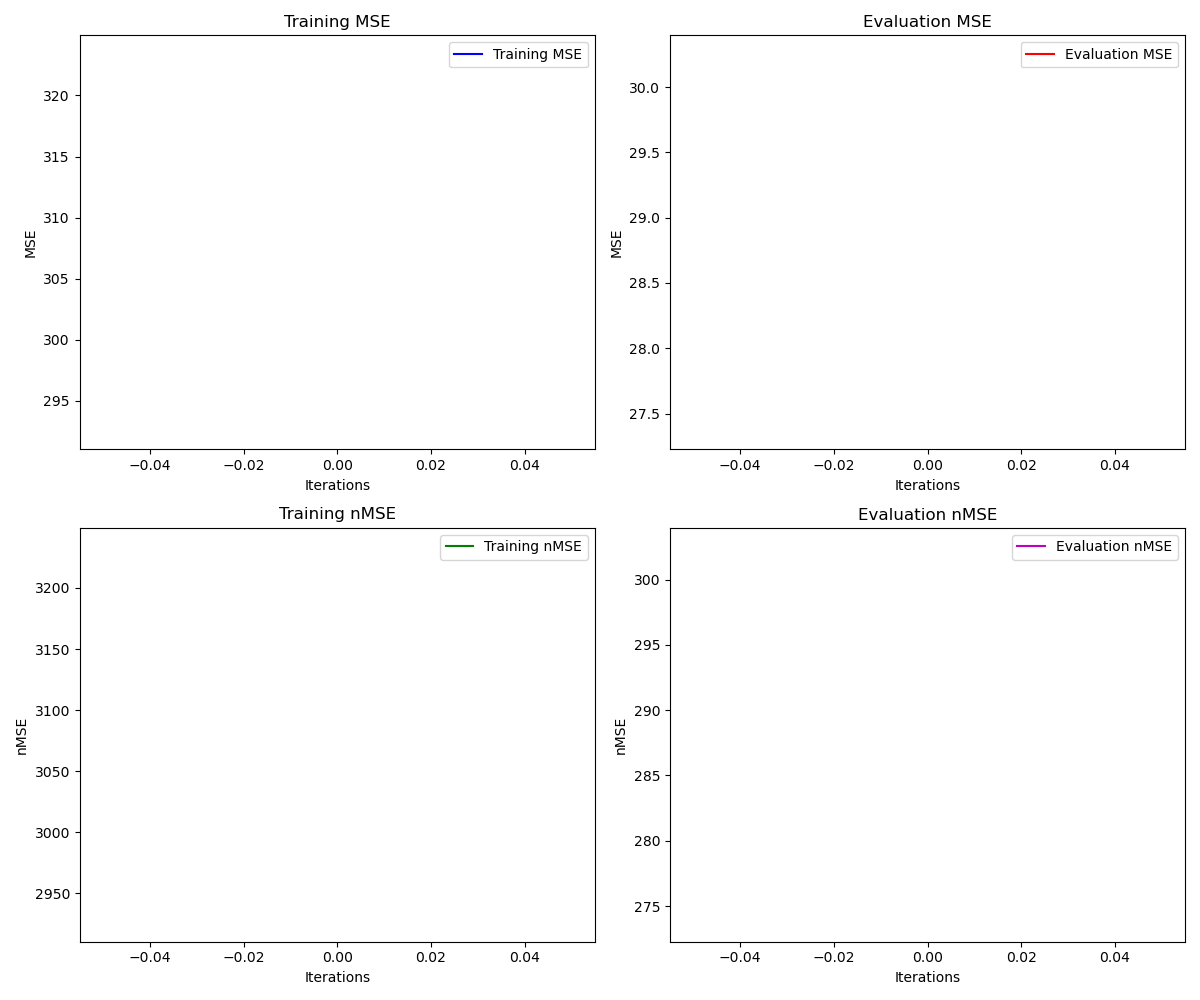 Training MSE
Training MSE
320
315
310
305
300
295
MSE
−0.04 −0.02 0.00 0.02 0.04
Iterations
Evaluation MSE
Evaluation MSE
30.0
29.5
29.0
28.5
28.0
27.5
MSE
−0.04 −0.02 0.00 0.02 0.04
Iterations
Training nMSE
Training nMSE
3200
3150
3100
3050
3000
2950
nMSE
−0.04 −0.02 0.00 0.02 0.04
Iterations
Evaluation nMSE
Evaluation nMSE
300
295
290
285
280
275
nMSE
−0.04 −0.02 0.00 0.02 0.04
Iterations